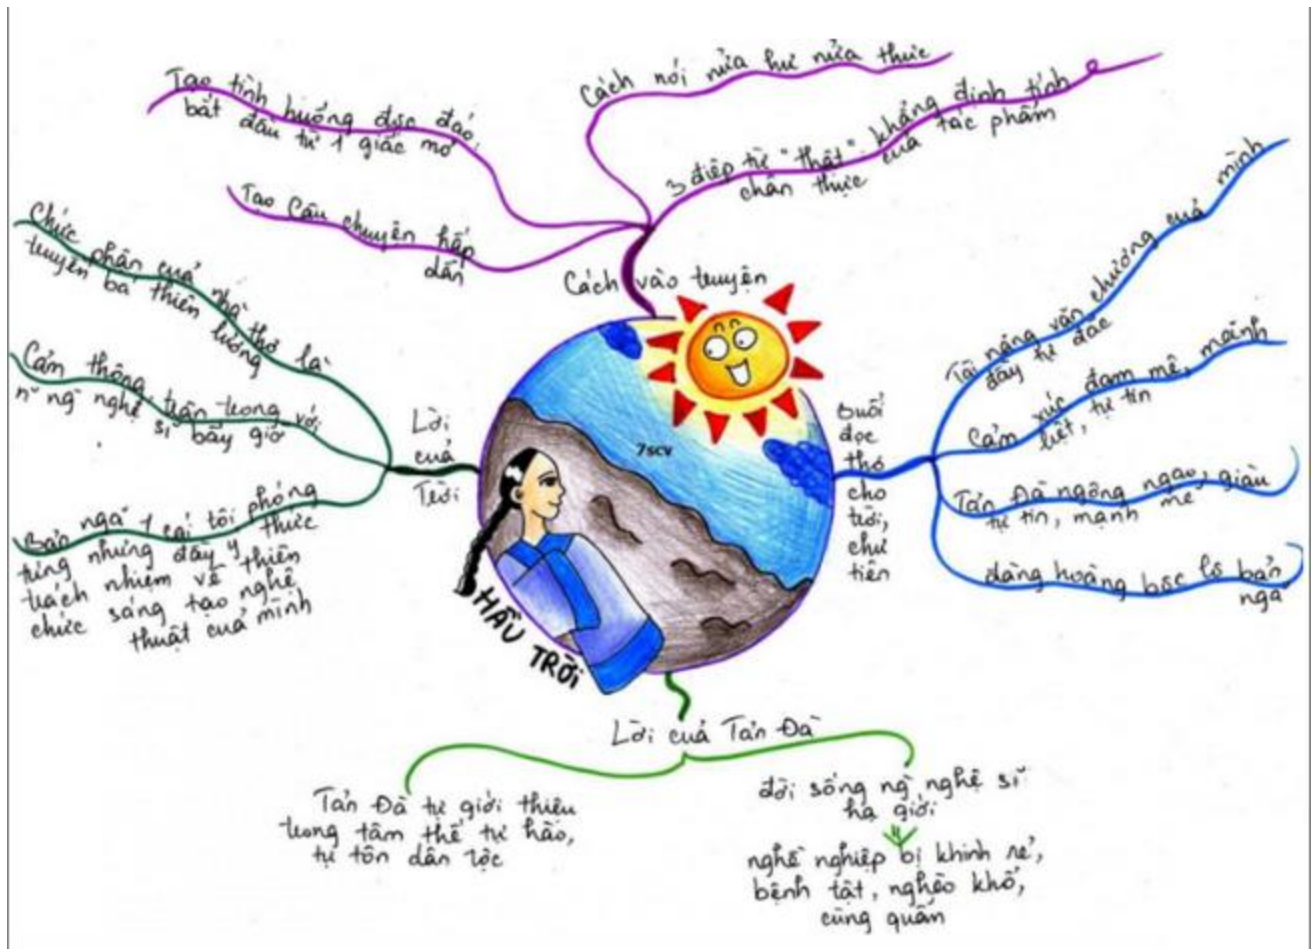 Cách vào truyện
Tạo tình huống độc đáo,
bắt đầu từ 1 giấc mơ
Tạo câu chuyện hấp
dẫn
Cách nói nửa hư nửa thực
3 điệp từ "thật": khẳng định tính
chân thực của tác phẩm
Buổi
đọc
thơ
cho
trời,
chư
tiên
Tài năng văn chương của mình
đầy tự đắc
Cảm xúc đam mê, mãnh
liệt, tự tin
Tản Đà ngông ngạo, giàu
tự tin, mạnh mẽ
đàng hoàng bộc lộ bản
ngã
Lời
của
Trời
Chức phận của nhà thơ là
truyền bá thiên lương
Cảm thông, trân trọng với
n~ ng` nghệ sĩ bấy giờ
Bản ngã 1 cái tôi phóng
túng nhưng đầy ý thức
trách nhiệm về thiên
chức sáng tạo nghệ
thuật của mình
7scv
HẦU TRỜI
Lời của Tản Đà
Tản Đà tự giới thiệu
trong tâm thế tự hào,
tự tôn dân tộc
đời sống ng` nghệ sĩ
hạ giới
nghề nghiệp bị khinh rẻ,
bệnh tật, nghèo khổ,
cùng quẫn